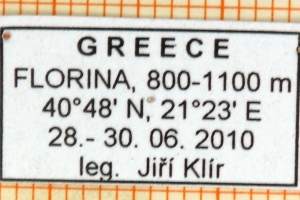 GREECE
FLORINA, 800-1100 m
40°48' N, 21°23' E
28.- 30. 06. 2010
leg. Jiří Klír